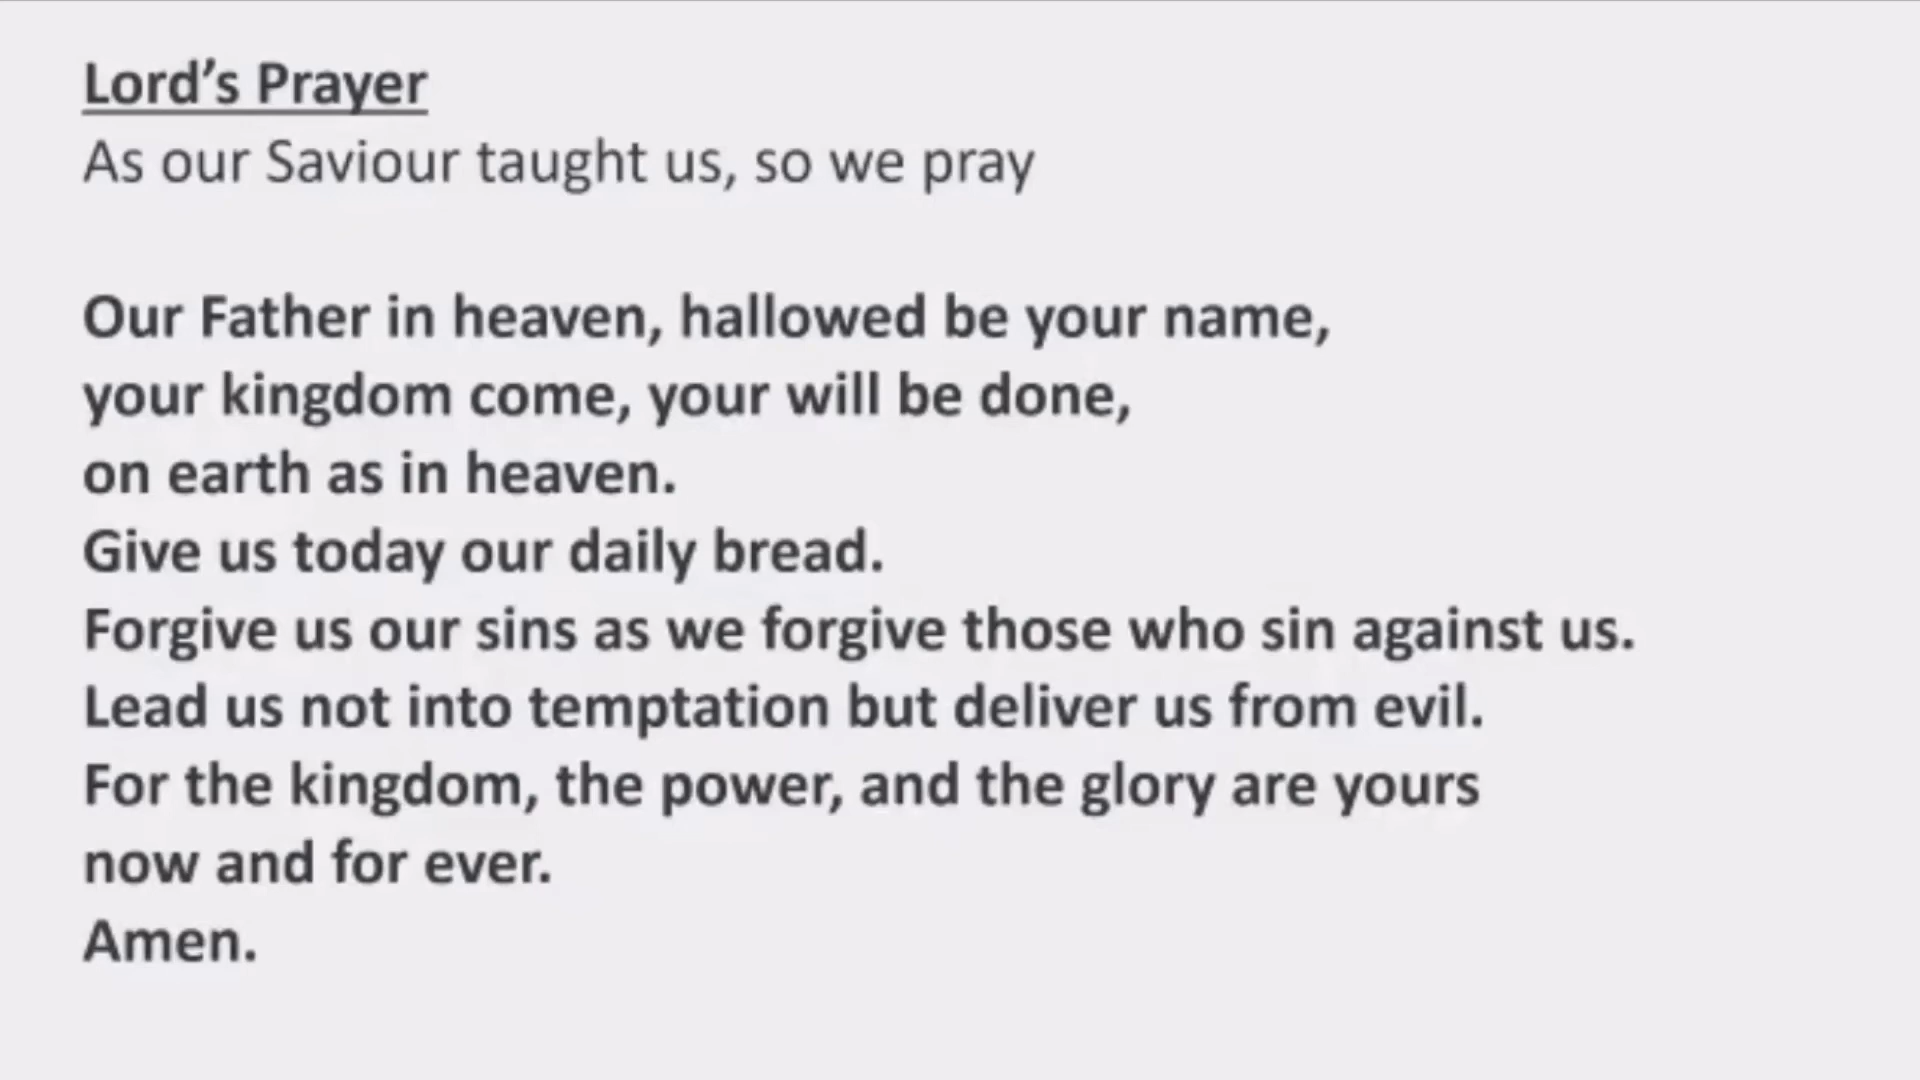 Lord’s Prayer
As our Saviour taught us, so we pray
Our Father in heaven, hallowed be your name,
your kingdom come, your will be done,
on earth as in heaven.
Give us today our daily bread.
Forgive us our sins as we forgive those who sin against us.
Lead us not into temptation but deliver us from evil.
For the kingdom, the power, and the glory are yours
now and for ever.
Amen.